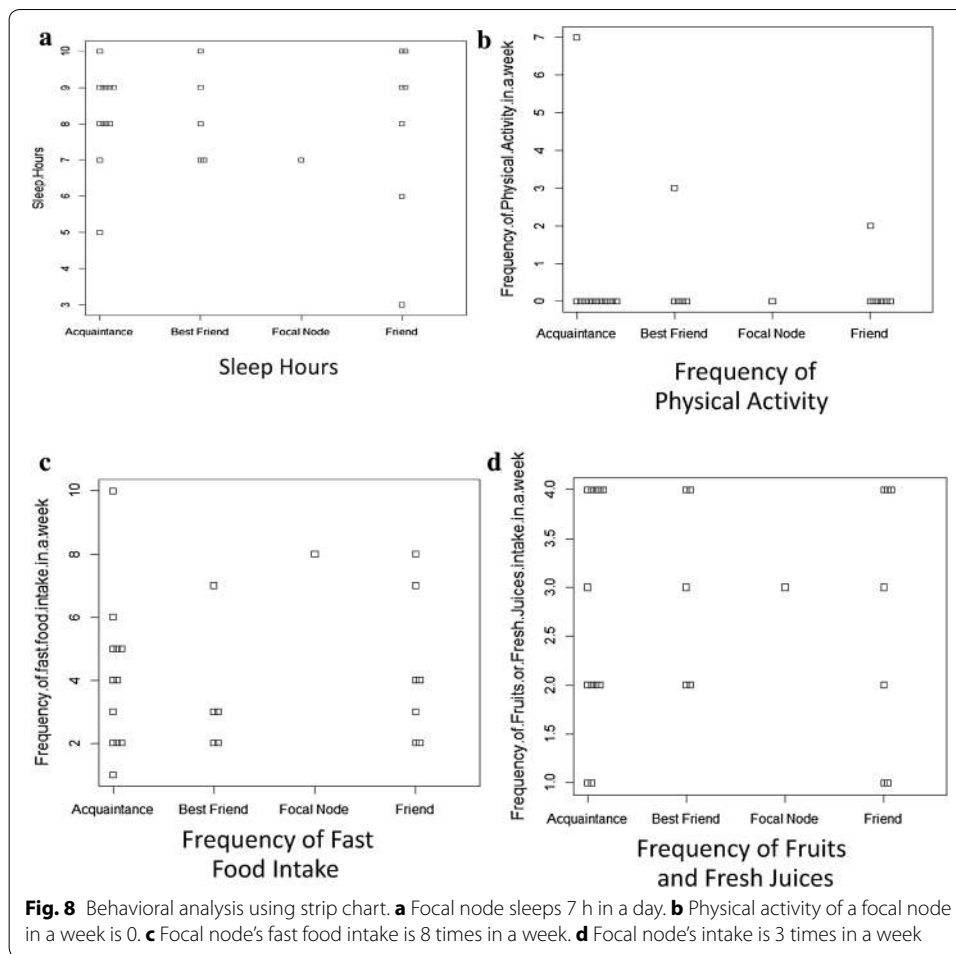 a
10
9
8
7
6
5
4
3
Sleep.Hours
Acquaintance Best Friend Focal Node Friend
Sleep Hours
b
7
6
5
4
3
2
1
0
Frequency.of.Physical.Activity.in.a.week
Acquaintance Best Friend Focal Node Friend
Frequency of
Physical Activity
c
10
8
6
4
2
Frequency.of.fast.food.intake.in.a.week
Acquaintance Best Friend Focal Node Friend
Frequency of Fast
Food Intake
d
4.0
3.5
3.0
2.5
2.0
1.5
1.0
Frequency.of.Fruits.or.Fresh.Juices.intake.in.a.week
Acquaintance Best Friend Focal Node Friend
Frequency of Fruits
and Fresh Juices
Fig. 8 Behavioral analysis using strip chart. a Focal node sleeps 7 h in a day. b Physical activity of a focal node
in a week is 0. c Focal node's fast food intake is 8 times in a week. d Focal node's intake is 3 times in a week